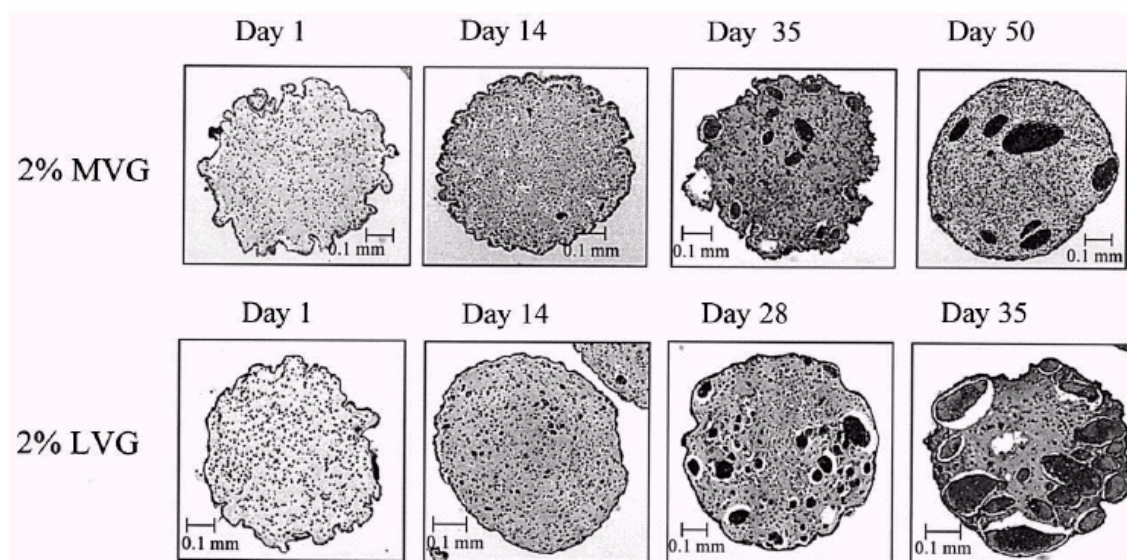 Day 1 Day 14 Day 35 Day 50
2% MVG
0.1 mm 0.1 mm 0.1 mm 0.1 mm
Day 1 Day 14 Day 28 Day 35
2% LVG
0.1 mm 0.1 mm 0.1 mm 0.1 mm